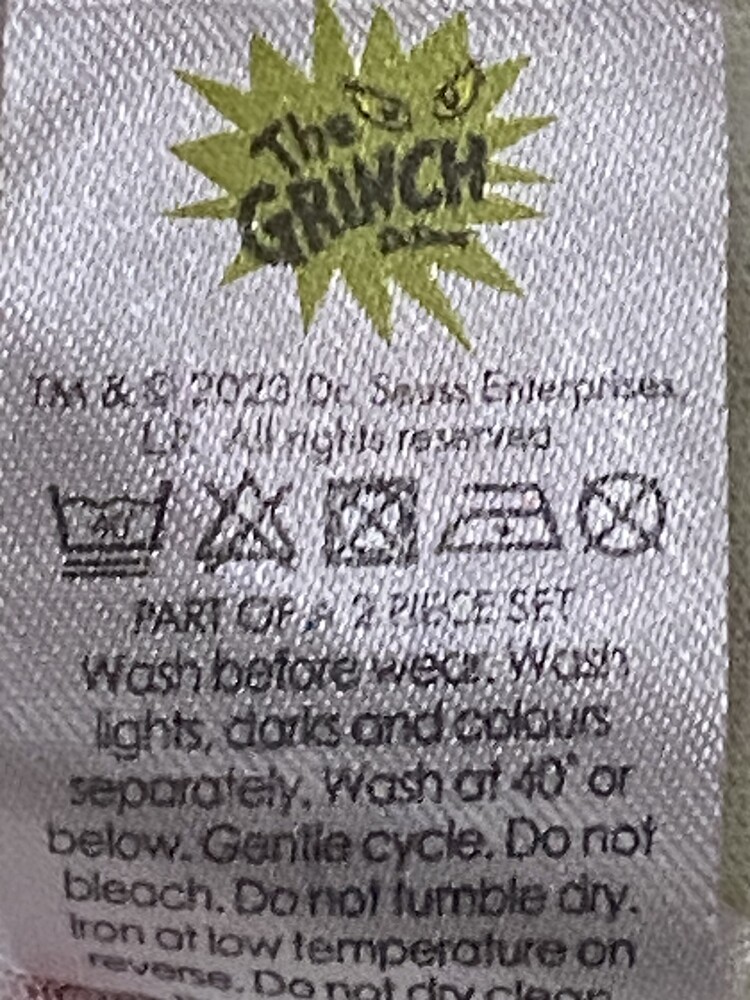 The
GRINCH
TM & © 2023 Dr. Seuss Enterprises,
L.P. All rights reserved.
40
PART OF A 2 PIECE SET
Wash before wear. Wash
lights, darks and colours
separately. Wash at 40° or
below. Gentle cycle. Do not
bleach. Do not tumble dry.
Iron at low temperature on
reverse. Do not dry clean.